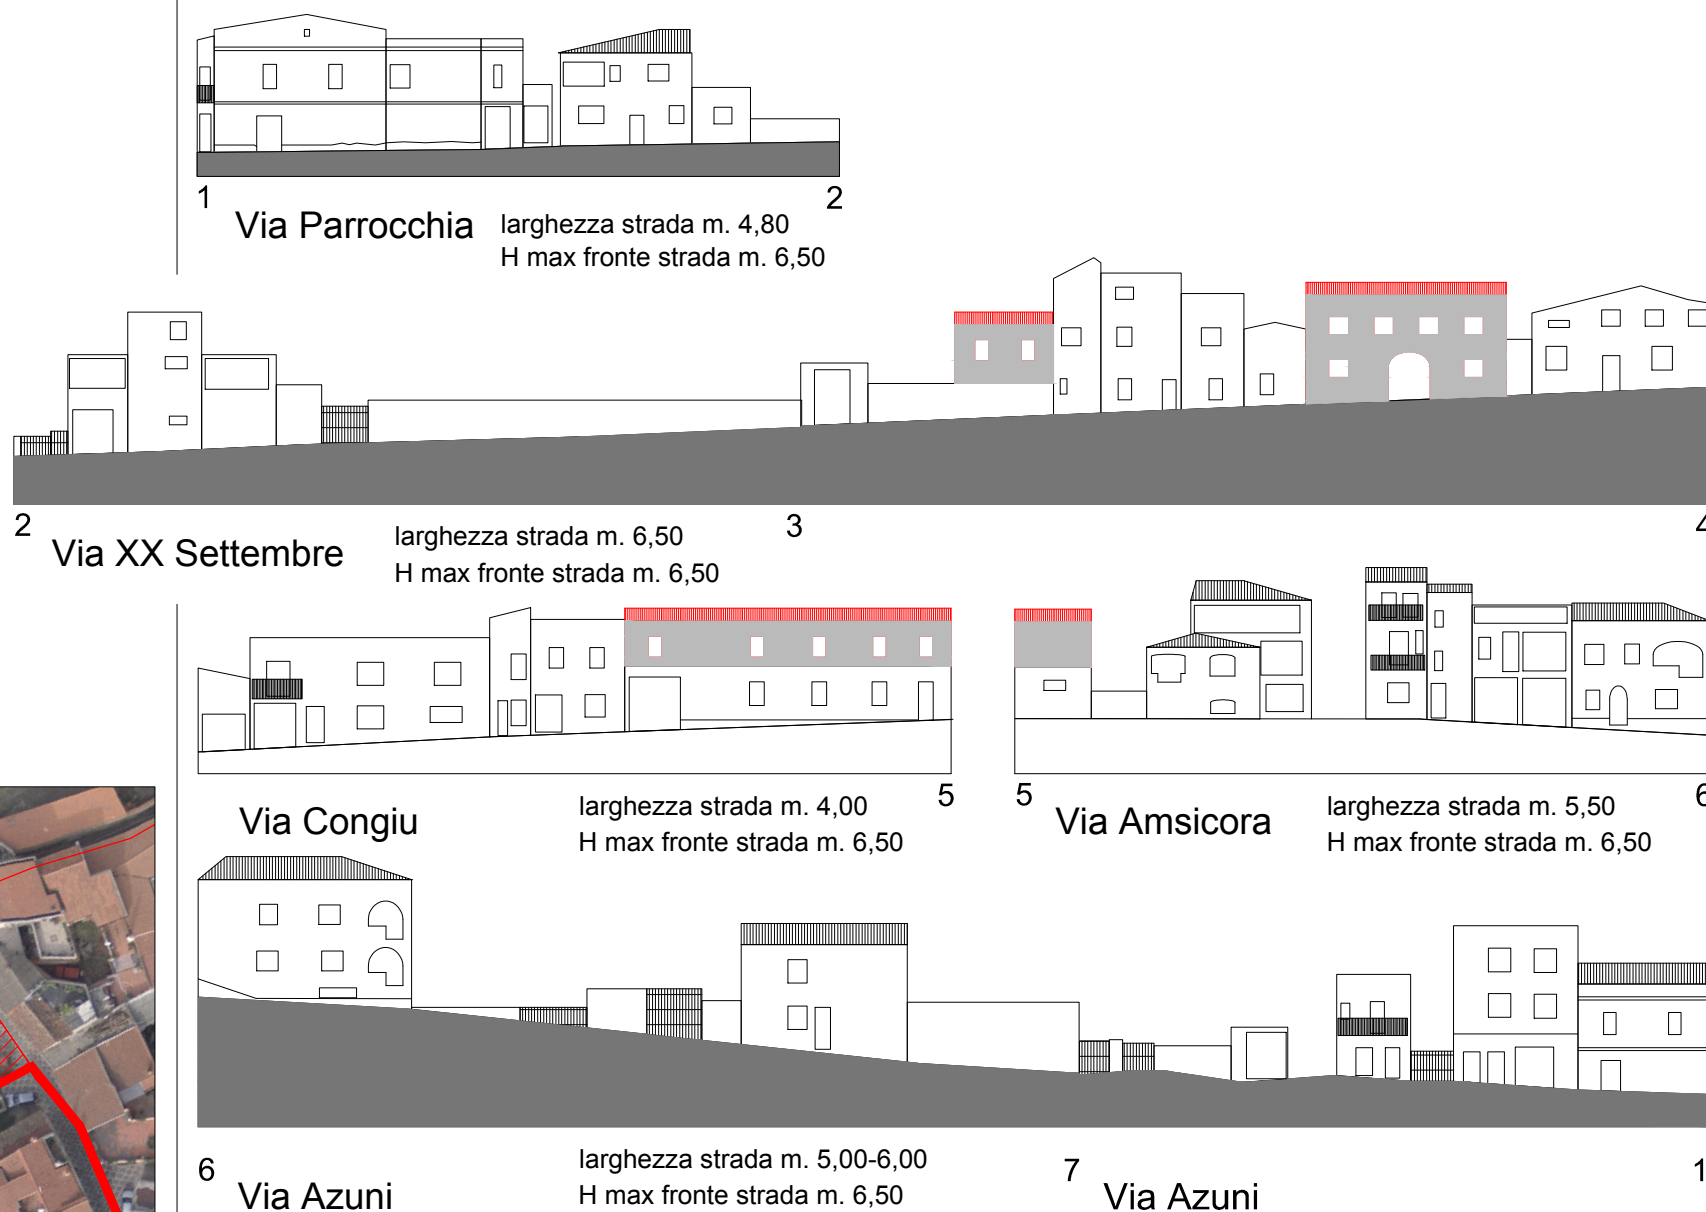 1
2
Via Parrocchia
larghezza strada m. 4,80
H max fronte strada m. 6,50
2
3
4
Via XX Settembre
larghezza strada m. 6,50
H max fronte strada m. 6,50
5
5
6
Via Congiu
larghezza strada m. 4,00
H max fronte strada m. 6,50
Via Amsicora
larghezza strada m. 5,50
H max fronte strada m. 6,50
6
7
1
Via Azuni
larghezza strada m. 5,00-6,00
H max fronte strada m. 6,50
Via Azuni